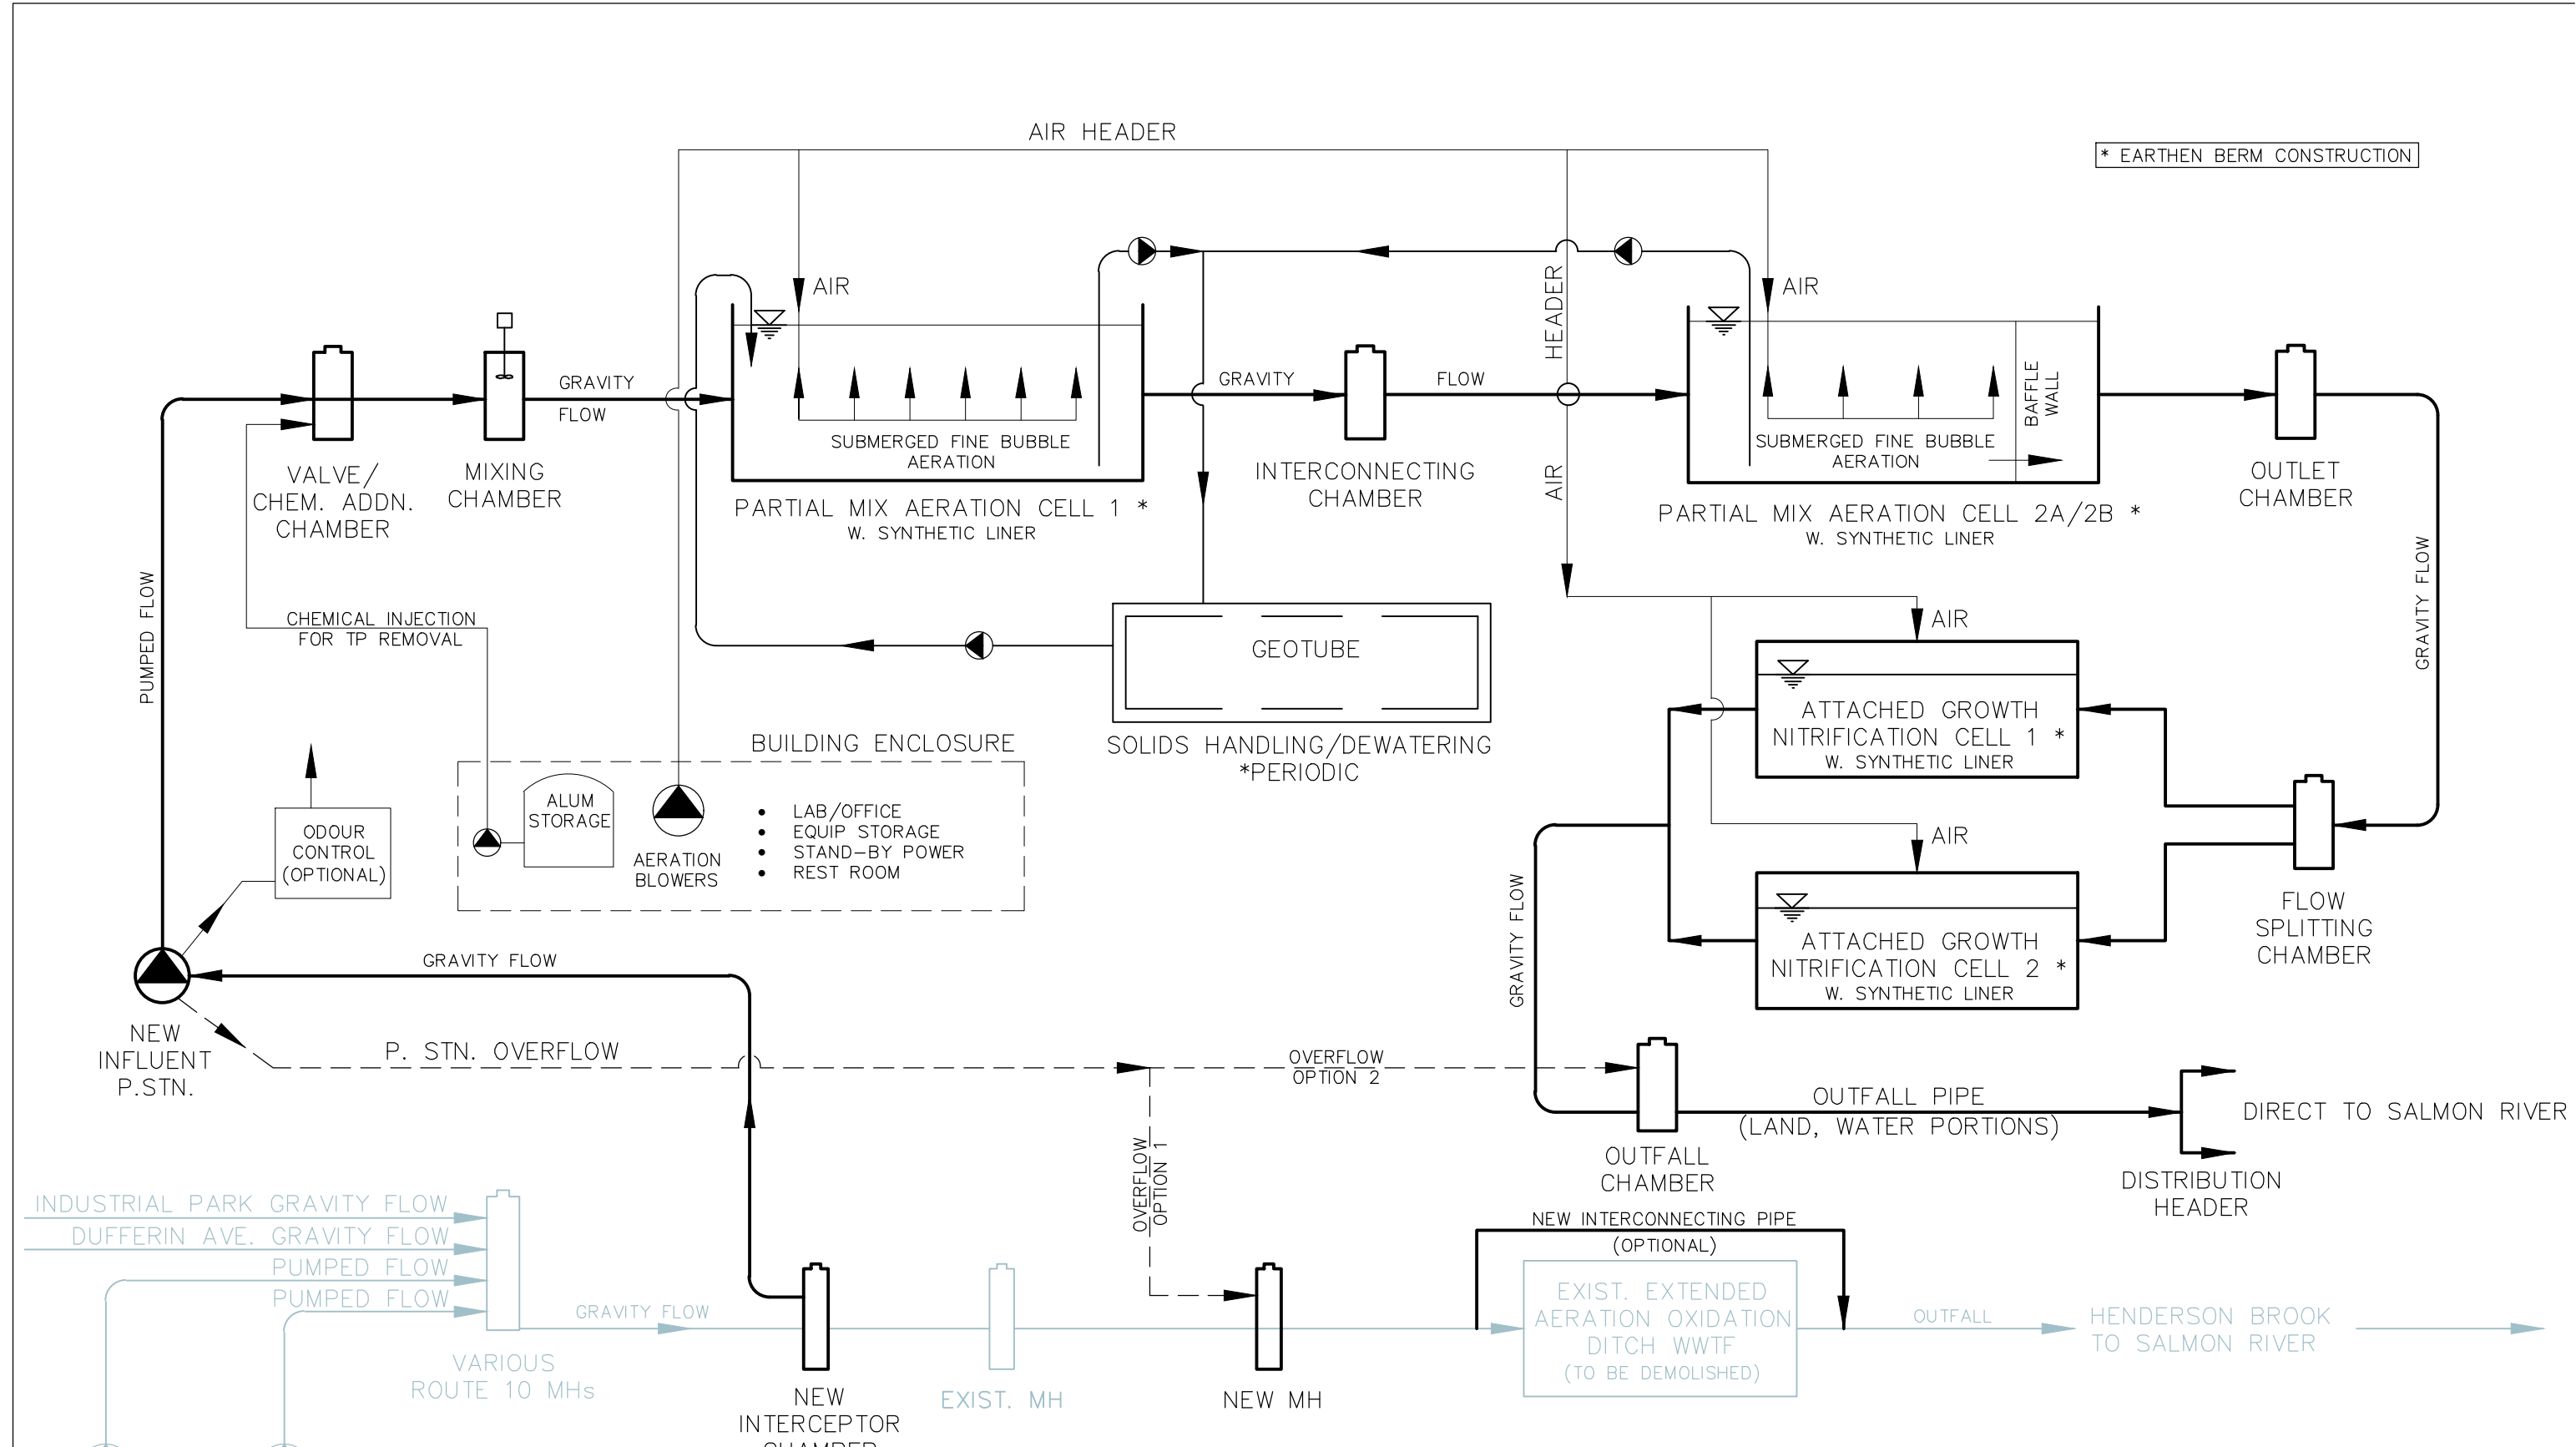 AIR HEADER
* EARTHEN BERM CONSTRUCTION
AIR
HEADER
AIR
AIR
GRAVITY
FLOW
GRAVITY
FLOW
BAFFLE
WALL
SUBMERGED FINE BUBBLE
AERATION
SUBMERGED FINE BUBBLE
AERATION
VALVE/
CHEM. ADDN.
CHAMBER
MIXING
CHAMBER
PARTIAL MIX AERATION CELL 1 *
W. SYNTHETIC LINER
INTERCONNECTING
CHAMBER
PARTIAL MIX AERATION CELL 2A/2B *
W. SYNTHETIC LINER
OUTLET
CHAMBER
PUMPED FLOW
CHEMICAL INJECTION
FOR TP REMOVAL
GEOTUBE
SOLIDS HANDLING/DEWATERING
*PERIODIC
AIR
ATTACHED GROWTH
NITRIFICATION CELL 1 *
W. SYNTHETIC LINER
GRAVITY FLOW
BUILDING ENCLOSURE
ALUM
STORAGE
AERATION
BLOWERS
• LAB/OFFICE
• EQUIP STORAGE
• STAND-BY POWER
• REST ROOM
ODOUR
CONTROL
(OPTIONAL)
AIR
ATTACHED GROWTH
NITRIFICATION CELL 2 *
W. SYNTHETIC LINER
FLOW
SPLITTING
CHAMBER
GRAVITY FLOW
GRAVITY FLOW
NEW
INFLUENT
P.STN.
P. STN. OVERFLOW
OVERFLOW
OPTION 2
OVERFLOW
OPTION 1
OUTFALL PIPE
(LAND, WATER PORTIONS)
DIRECT TO SALMON RIVER
OUTFALL
CHAMBER
DISTRIBUTION
HEADER
INDUSTRIAL PARK GRAVITY FLOW
DUFFERIN AVE. GRAVITY FLOW
PUMPED FLOW
PUMPED FLOW
GRAVITY FLOW
VARIOUS
ROUTE 10 MHs
NEW
INTERCEPTOR
CHAMBER
EXIST. MH
NEW MH
NEW INTERCONNECTING PIPE
(OPTIONAL)
EXIST. EXTENDED
AERATION OXIDATION
DITCH WWTF
(TO BE DEMOLISHED)
OUTFALL
HENDERSON BROOK
TO SALMON RIVER